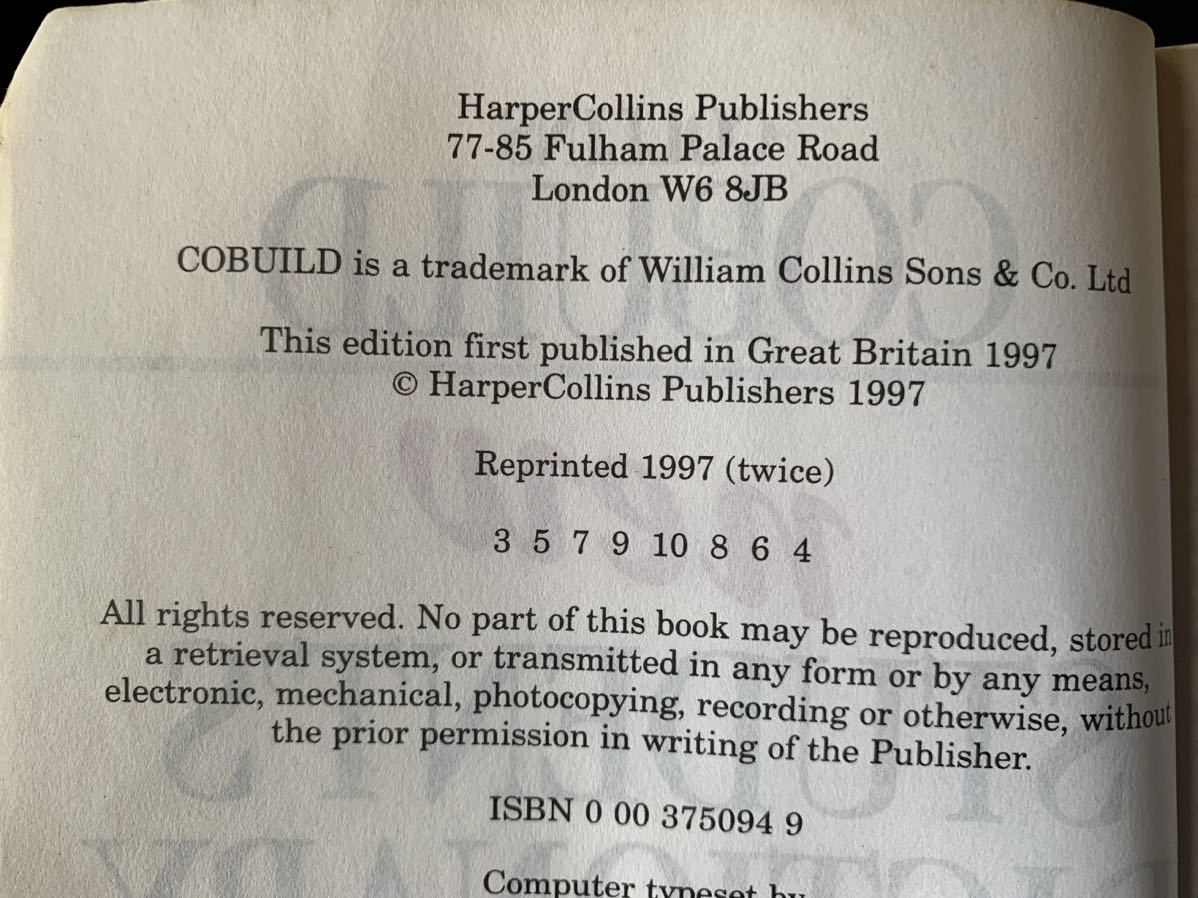 HarperCollins Publishers
77-85 Fulham Palace Road
London W6 8JB
COBUILD is a trademark of William Collins Sons & Co. Ltd
This edition first published in Great Britain 1997
© HarperCollins Publishers 1997
Reprinted 1997 (twice)
3 5 7 9 10 8 6 4
All rights reserved. No part of this book may be reproduced, stored in
a retrieval system, or transmitted in any form or by any means,
electronic, mechanical, photocopying, recording or otherwise, without
the prior permission in writing of the Publisher.
ISBN 0 00 375094 9
Computer typeset by